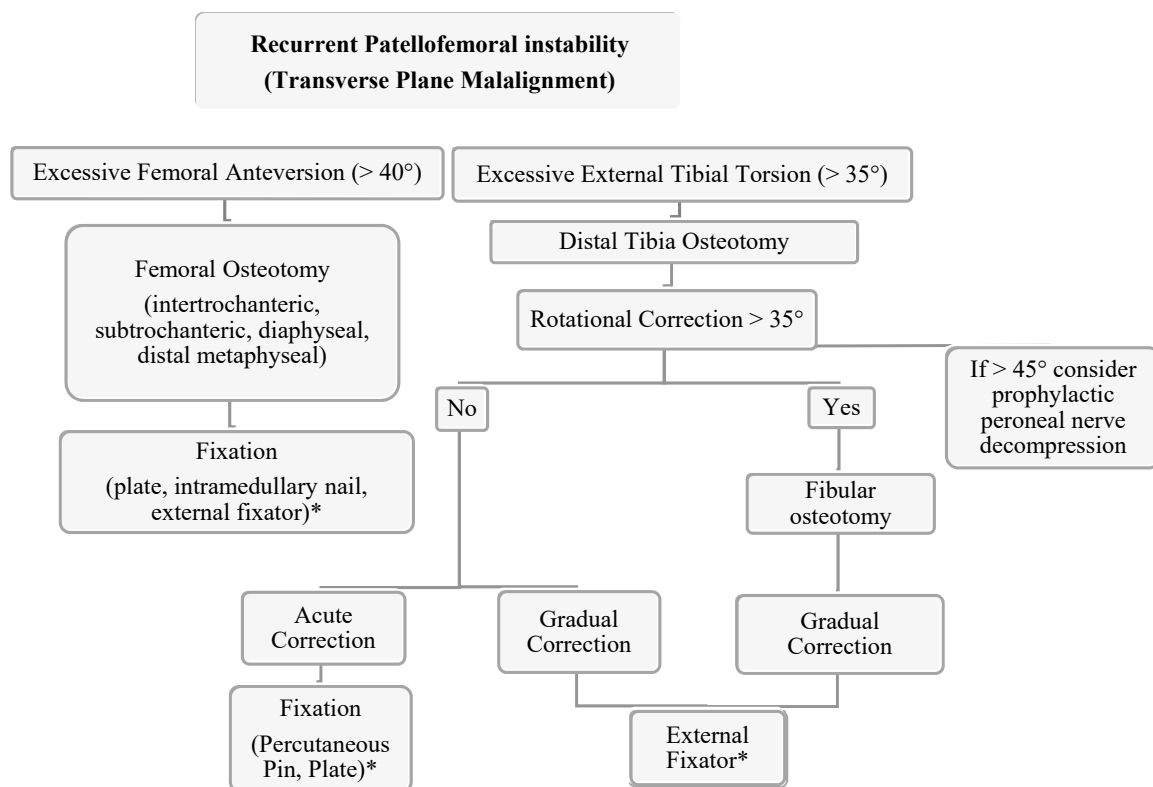 Recurrent Patellofemoral instability
(Transverse Plane Malalignment)
Excessive Femoral Anteversion (> 40°)
Excessive External Tibial Torsion (> 35°)
Femoral Osteotomy
(intertrochanteric,
subtrochanteric, diaphyseal,
distal metaphyseal)
Distal Tibia Osteotomy
Rotational Correction > 35°
If > 45° consider
prophylactic
peroneal nerve
decompression
No
Yes
Fixation
(plate, intramedullary nail,
external fixator)*
Fibular
osteotomy
Acute
Correction
Gradual
Correction
Gradual
Correction
Fixation
(Percutaneous
Pin, Plate)*
External
Fixator*